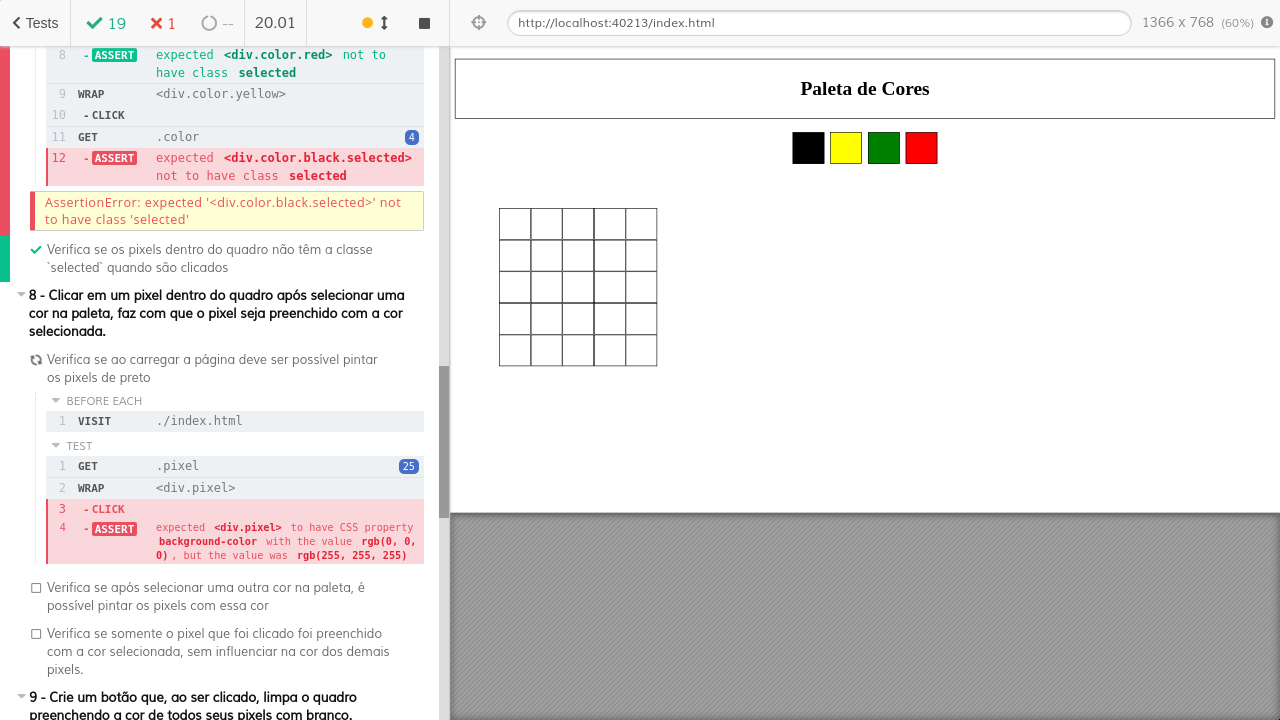 Tests 19 1 -- 20.01
http://localhost:40213/index.html 1366 x 768 (60%)
8 - ASSERT expected <div.color.red> not to
have class selected
9 WRAP <div.color.yellow>
10 - CLICK
11 GET .color 4
12 - ASSERT expected <div.color.black.selected>
not to have class selected
AssertionError: expected '<div.color.black.selected>' not
to have class 'selected'
Verifica se os pixels dentro do quadro não têm a classe
`selected` quando são clicados
8 - Clicar em um pixel dentro do quadro após selecionar uma
cor na paleta, faz com que o pixel seja preenchido com a cor
selecionada.
Verifica se ao carregar a página deve ser possível pintar
os pixels de preto
BEFORE EACH
1 VISIT ./index.html
TEST
1 GET .pixel 25
2 WRAP <div.pixel>
3 - CLICK
4 - ASSERT expected <div.pixel> to have CSS property
background-color with the value rgb(0, 0,
0), but the value was rgb(255, 255, 255)
Verifica se após selecionar uma outra cor na paleta, é
possível pintar os pixels com essa cor
Verifica se somente o pixel que foi clicado foi preenchido
com a cor selecionada, sem influenciar na cor dos demais
pixels.
9 - Crie um botão que, ao ser clicado, limpa o quadro
preenchendo a cor de todos seus pixels com branco.
Paleta de Cores